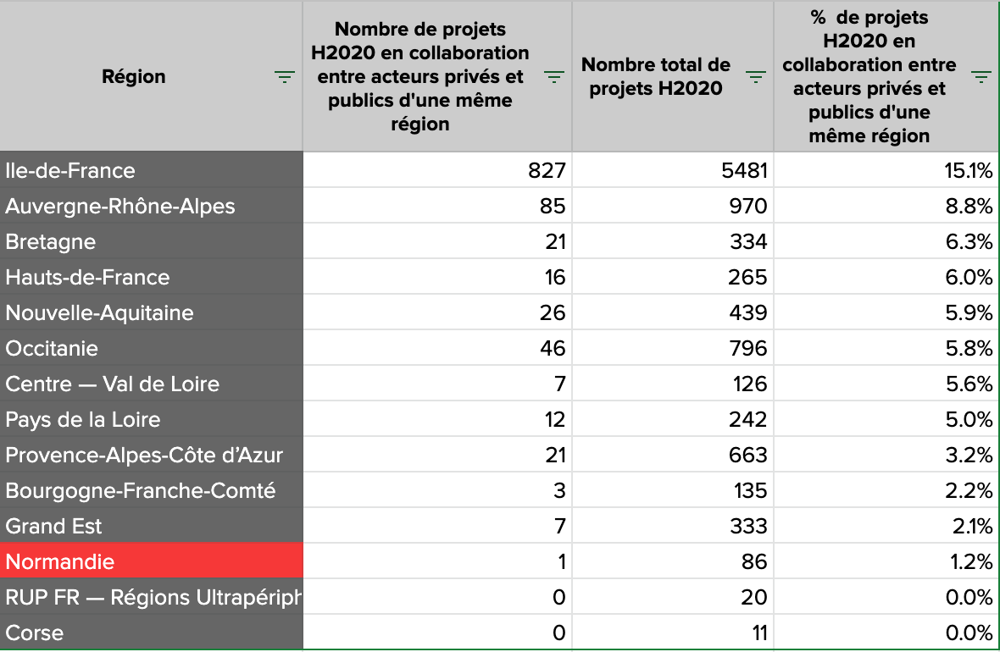 Région
Nombre de projets
H2020 en collaboration
entre acteurs privés et
publics d'une même
région
Nombre total de
projets H2020
% de projets
H2020 en
collaboration entre
acteurs privés et
publics d'une
même région
Ile-de-France 827 5481 15.1%
Auvergne-Rhône-Alpes 85 970 8.8%
Bretagne 21 334 6.3%
Hauts-de-France 16 265 6.0%
Nouvelle-Aquitaine 26 439 5.9%
Occitanie 46 796 5.8%
Centre — Val de Loire 7 126 5.6%
Pays de la Loire 12 242 5.0%
Provence-Alpes-Côte d’Azur 21 663 3.2%
Bourgogne-Franche-Comté 3 135 2.2%
Grand Est 7 333 2.1%
Normandie 1 86 1.2%
RUP FR — Régions Ultrapériph 0 20 0.0%
Corse 0 11 0.0%